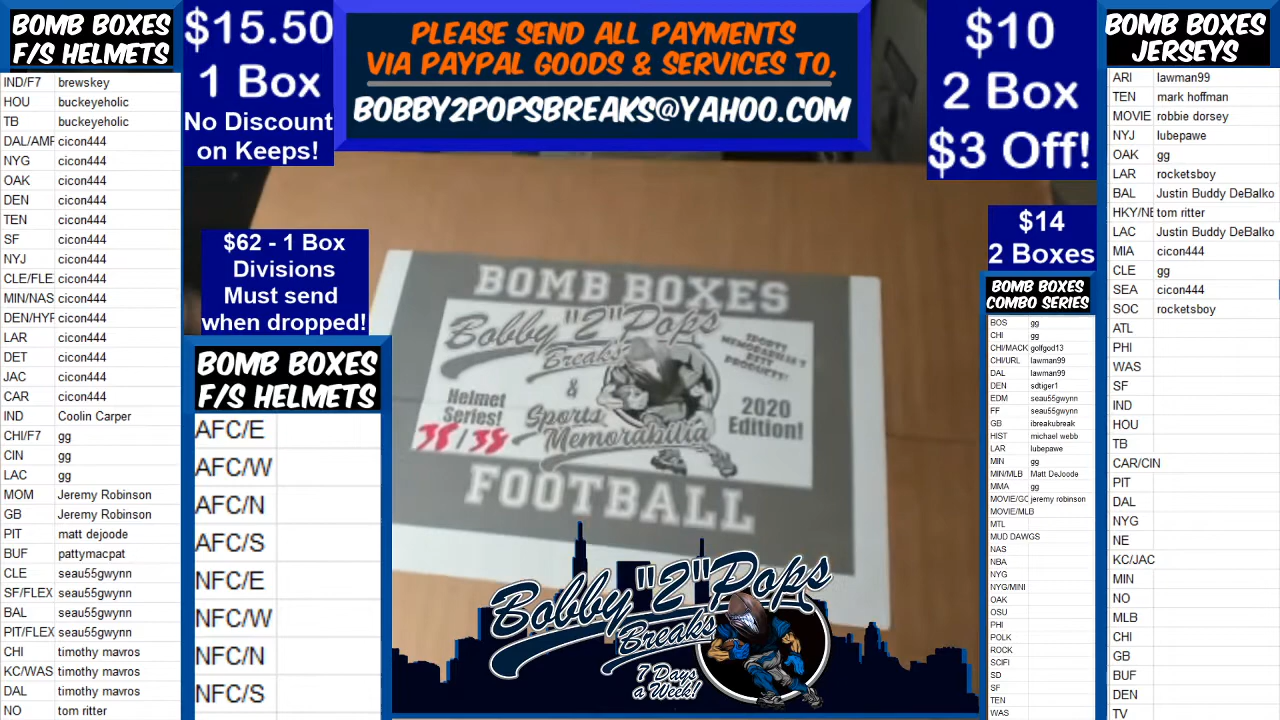 BOMB BOXES
F/S HELMETS
IND/F7 brewskey
HOU buckeyeholic
TB buckeyeholic
DAL/AMP cicon444
NYG cicon444
OAK cicon444
DEN cicon444
TEN cicon444
SF cicon444
NYJ cicon444
CLE/FLE cicon444
MIN/NAS cicon444
DEN/HYF cicon444
LAR cicon444
DET cicon444
JAC cicon444
CAR cicon444
IND Coolin Carper
CHI/F7 gg
CIN gg
LAC gg
MOM Jeremy Robinson
GB Jeremy Robinson
PIT matt dejoode
BUF pattymacpat
CLE seau55gwynn
SF/FLEX seau55gwynn
BAL seau55gwynn
PIT/FLEX seau55gwynn
CHI timothy mavros
KC/WAS timothy mavros
DAL timothy mavros
NO tom ritter
$15.50
1 Box
No Discount
on Keeps!
$62 - 1 Box
Divisions
Must send
when dropped!
BOMB BOXES
F/S HELMETS
AFC/E
AFC/W
AFC/N
AFC/S
NFC/E
NFC/W
NFC/N
NFC/S
PLEASE SEND ALL PAYMENTS
VIA PAYPAL GOODS & SERVICES TO,
BOBBY2POPSBREAKS@YAHOO.COM
BOMB BOXES
Bobby "2" Pops
Breaks
&
Sports
Memorabilia
SPORTS
MEMORABILIA'S
BEST
PRODUCT!
Helmet
Series!
38/38
2020
Edition!
FOOTBALL
Bobby "2" Pops
Breaks
7 Days
a Week!
$10
2 Box
$3 Off!
$14
2 Boxes
BOMB BOXES
COMBO SERIES
BOS gg
CHI gg
CHI/MACK golfgod13
CHI/URL lawman99
DAL lawman99
DEN sdtiger1
EDM seau55gwynn
FF seau55gwynn
GB ibreakubreak
HIST michael webb
LAR lubepawe
MIN gg
MIN/MLB Matt DeJoode
MMA gg
MOVIE/GO jeremy robinson
MOVIE/MLB
MTL
MUD DAWGS
NAS
NBA
NYG
NYG/MINI
OAK
OSU
PHI
POLK
ROCK
SCIFI
SD
SF
TEN
WAS
BOMB BOXES
JERSEYS
ARI lawman99
TEN mark hoffman
MOVIE robbie dorsey
NYJ lubepawe
OAK gg
LAR rocketsboy
BAL Justin Buddy DeBalko
HKY/NE tom ritter
LAC Justin Buddy DeBalko
MIA cicon444
CLE gg
SEA cicon444
SOC rocketsboy
ATL
PHI
WAS
SF
IND
HOU
TB
CAR/CIN
PIT
DAL
NYG
NE
KC/JAC
MIN
NO
MLB
CHI
GB
BUF
DEN
TV